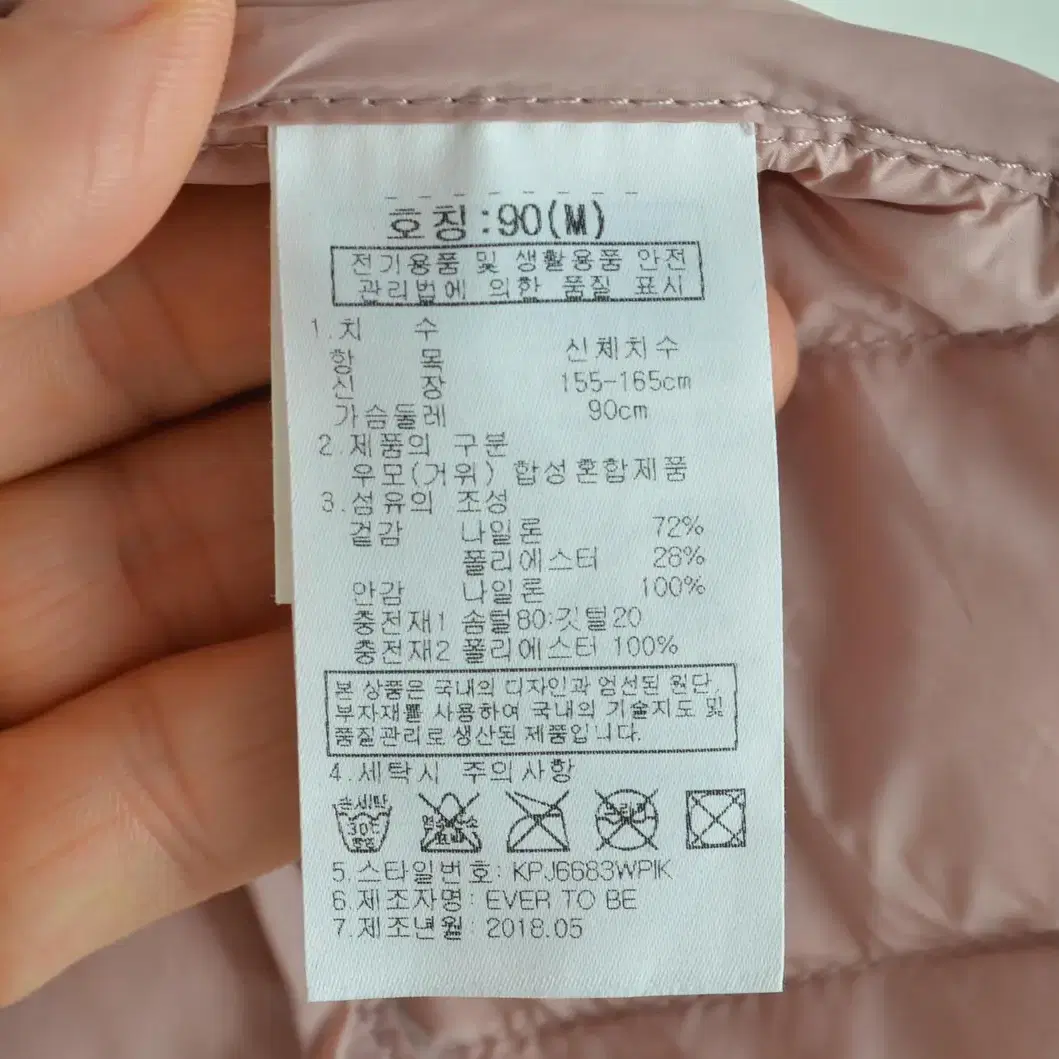 호칭:90(M)
전기용품 및 생활용품 안전
관리법에 의한 품질 표시
1.치 수
항 목 신체치수
신 장 155-165cm
가슴둘레 90cm
2.제품의 구분
우모(거위) 합성혼합제품
3.섬유의 조성
겉감 나일론 72%
폴리에스터 28%
안감 나일론 100%
충전재1 솜털80:깃털20
충전재2 폴리에스터 100%
본 상품은 국내의 디자인과 엄선된 원단,
부자재를 사용하여 국내의 기술지도 및
품질관리로 생산된 제품입니다.
4.세탁시 주의사항
손세탁
30℃
중성
염소산소
표백
드라이
5.스타일번호: KPJ6683WPIK
6.제조자명: EVER TO BE
7.제조년월: 2018.05